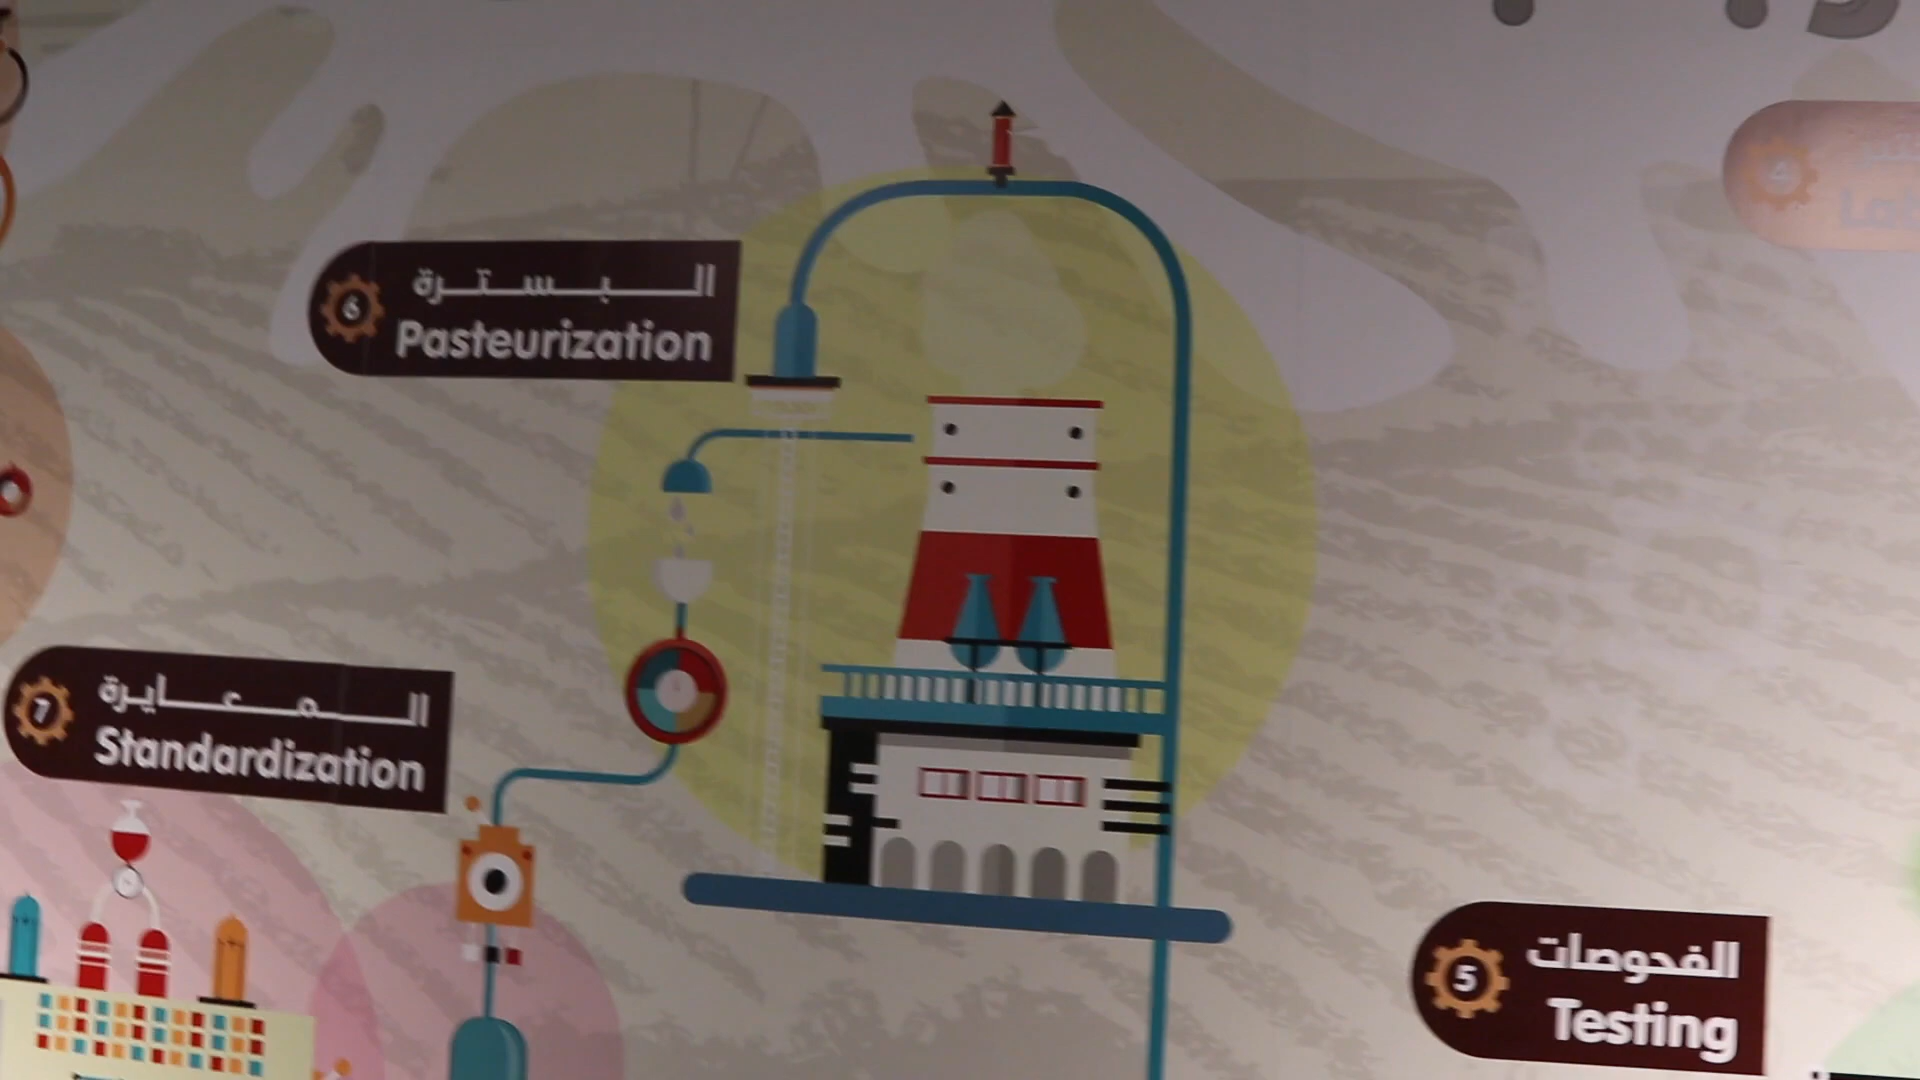 6
البسترة
Pasteurization
7
المعايرة
Standardization
5
الفحوصات
Testing